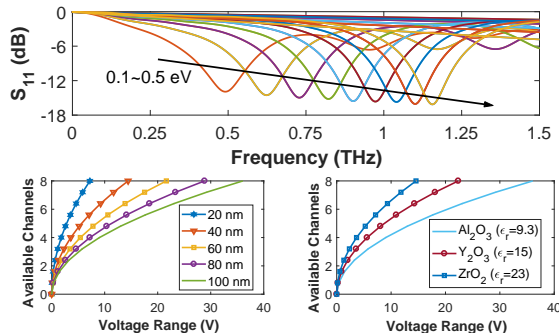 0
-6
-12
-18
S11 (dB)
0.1~0.5 eV
0 0.25 0.5 0.75 1 1.25 1.5
Frequency (THz)
8
6
4
2
0
Available Channels
20 nm
40 nm
60 nm
80 nm
100 nm
0 10 20 30 40
Voltage Range (V)
8
6
4
2
0
Available Channels
Al2O3 (ϵr=9.3)
Y2O3 (ϵr=15)
ZrO2 (ϵr=23)
0 10 20 30 40
Voltage Range (V)